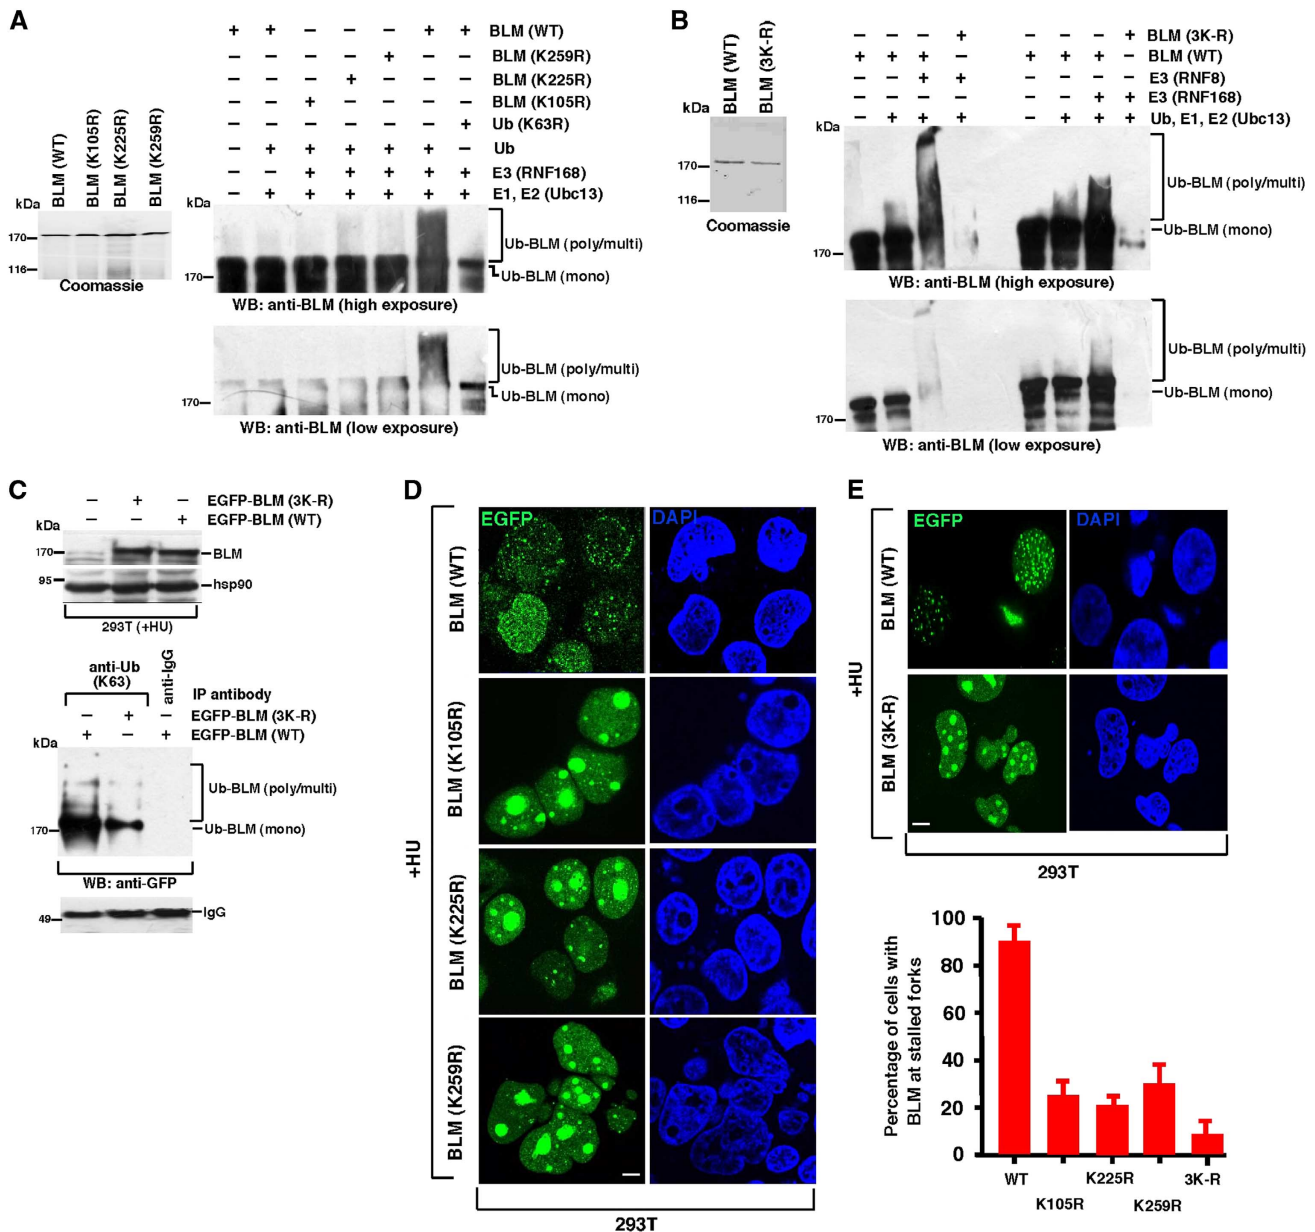 A
+ + – – – + + BLM (WT)
– – – – + – – BLM (K259R)
– – – + – – – BLM (K225R)
– – + – – – – BLM (K105R)
– – – – – – + Ub (K63R)
– + + + + + – Ub
– – + + + + + E3 (RNF168)
– + + + + + + E1, E2 (Ubc13)
BLM (WT)
BLM (K105R)
BLM (K225R)
BLM (K259R)
kDa
170
116
Coomassie
170
Ub-BLM (poly/multi)
Ub-BLM (mono)
WB: anti-BLM (high exposure)
170
Ub-BLM (poly/multi)
Ub-BLM (mono)
WB: anti-BLM (low exposure)
B
BLM (WT)
BLM (3K-R)
kDa
170
116
Coomassie
– – – + – – – + BLM (3K-R)
+ + + – + + + – BLM (WT)
– – + + – – – – E3 (RNF8)
– – – – – – + + E3 (RNF168)
– + + + – + + + Ub, E1, E2 (Ubc13)
kDa
170
Ub-BLM (poly/multi)
Ub-BLM (mono)
WB: anti-BLM (high exposure)
170
Ub-BLM (poly/multi)
Ub-BLM (mono)
WB: anti-BLM (low exposure)
C
– + – EGFP-BLM (3K-R)
– – + EGFP-BLM (WT)
kDa
170
BLM
95
hsp90
293T (+HU)
anti-Ub
(K63)
anti-IgG
IP antibody
– + – EGFP-BLM (3K-R)
+ – + EGFP-BLM (WT)
kDa
170
Ub-BLM (poly/multi)
Ub-BLM (mono)
WB: anti-GFP
49
IgG
D
EGFP
DAPI
BLM (WT)
BLM (K105R)
BLM (K225R)
BLM (K259R)
+HU
293T
E
EGFP
DAPI
BLM (WT)
BLM (3K-R)
+HU
293T
Percentage of cells with
BLM at stalled forks
100
80
60
40
20
0
WT
K105R
K225R
K259R
3K-R